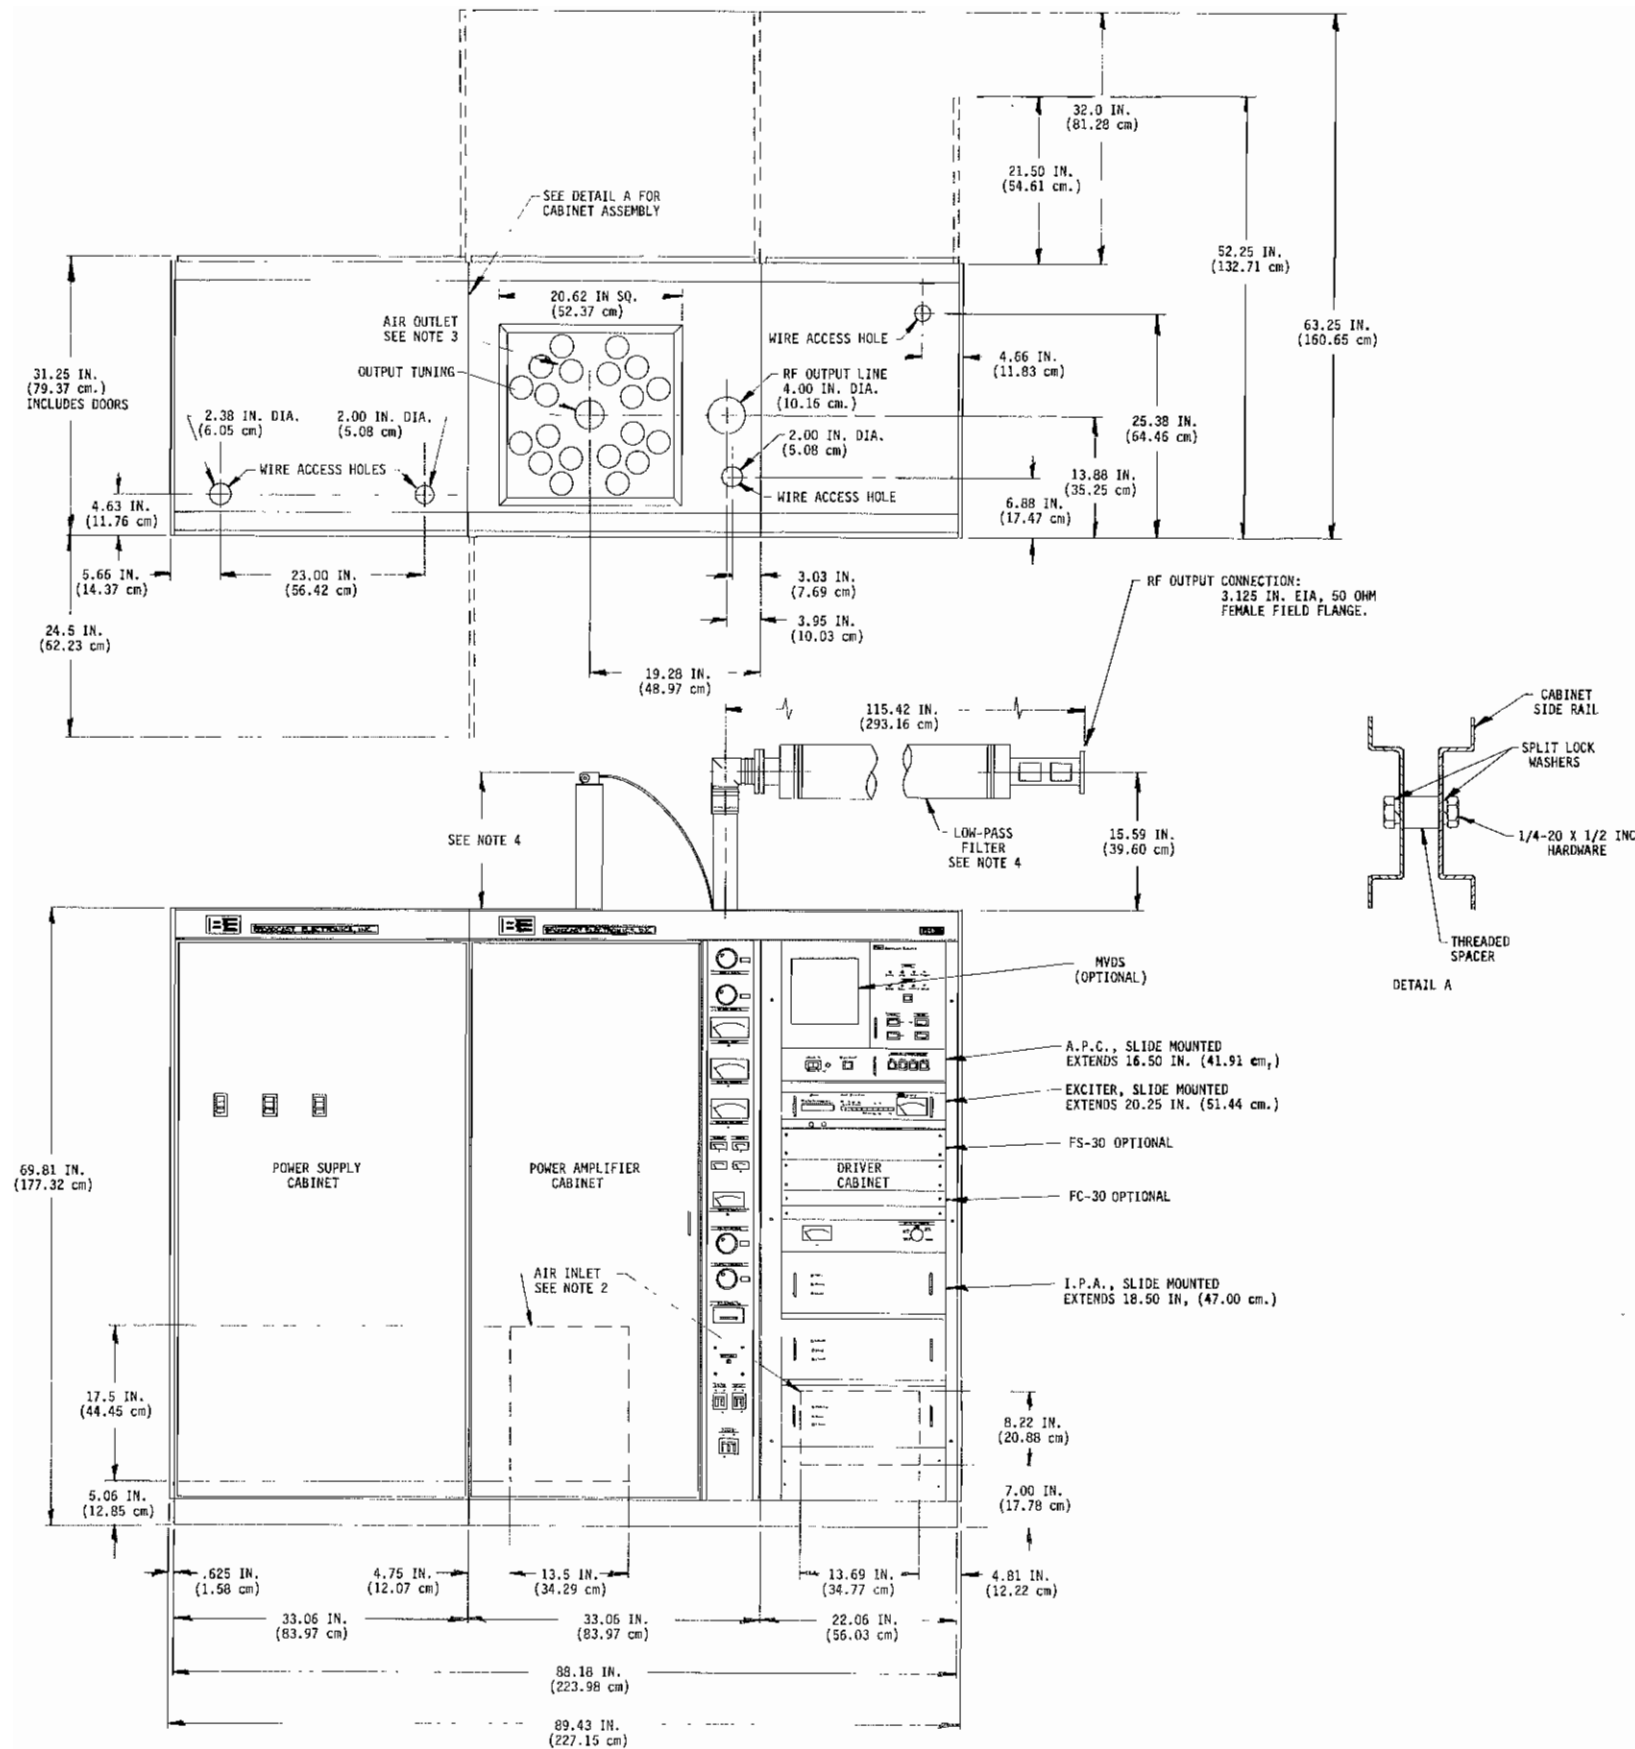 32.0 IN.
(81.28 cm)
21.50 IN.
(54.61 cm.)
SEE DETAIL A FOR
CABINET ASSEMBLY
52.25 IN.
(132.71 cm)
63.25 IN.
(160.65 cm)
20.62 IN SQ.
(52.37 cm)
AIR OUTLET
SEE NOTE 3
OUTPUT TUNING
WIRE ACCESS HOLE
4.66 IN.
(11.83 cm)
31.25 IN.
(79.37 cm.)
INCLUDES DOORS
RF OUTPUT LINE
4.00 IN. DIA.
(10.16 cm.)
2.38 IN. DIA.
(6.05 cm)
2.00 IN. DIA.
(5.08 cm)
25.38 IN.
(64.46 cm)
2.00 IN. DIA.
(5.08 cm)
WIRE ACCESS HOLES
13.88 IN.
(35.25 cm)
WIRE ACCESS HOLE
4.63 IN.
(11.76 cm)
6.88 IN.
(17.47 cm)
5.66 IN.
(14.37 cm)
23.00 IN.
(56.42 cm)
3.03 IN.
(7.69 cm)
RF OUTPUT CONNECTION:
3.125 IN. EIA, 50 OHM
FEMALE FIELD FLANGE.
24.5 IN.
(62.23 cm)
3.95 IN.
(10.03 cm)
19.28 IN.
(48.97 cm)
115.42 IN.
(293.16 cm)
CABINET
SIDE RAIL
SPLIT LOCK
WASHERS
SEE NOTE 4
LOW-PASS
FILTER
SEE NOTE 4
15.59 IN.
(39.60 cm)
1/4-20 X 1/2 INC
HARDWARE
THREADED
SPACER
DETAIL A
BE BROADCAST ELECTRONICS, INC.
BE BROADCAST ELECTRONICS, INC.
MVDS
(OPTIONAL)
A.P.C., SLIDE MOUNTED
EXTENDS 16.50 IN. (41.91 cm,)
EXCITER, SLIDE MOUNTED
EXTENDS 20.25 IN. (51.44 cm.)
FS-30 OPTIONAL
69.81 IN.
(177.32 cm)
POWER SUPPLY
CABINET
POWER AMPLIFIER
CABINET
DRIVER
CABINET
FC-30 OPTIONAL
AIR INLET
SEE NOTE 2
I.P.A., SLIDE MOUNTED
EXTENDS 18.50 IN, (47.00 cm.)
17.5 IN.
(44.45 cm)
8.22 IN.
(20.88 cm)
5.06 IN.
(12.85 cm)
7.00 IN.
(17.78 cm)
.625 IN.
(1.58 cm)
4.75 IN.
(12.07 cm)
13.5 IN.
(34.29 cm)
13.69 IN.
(34.77 cm)
4.81 IN.
(12.22 cm)
33.06 IN.
(83.97 cm)
33.06 IN.
(83.97 cm)
22.06 IN.
(56.03 cm)
88.18 IN.
(223.98 cm)
89.43 IN.
(227.15 cm)